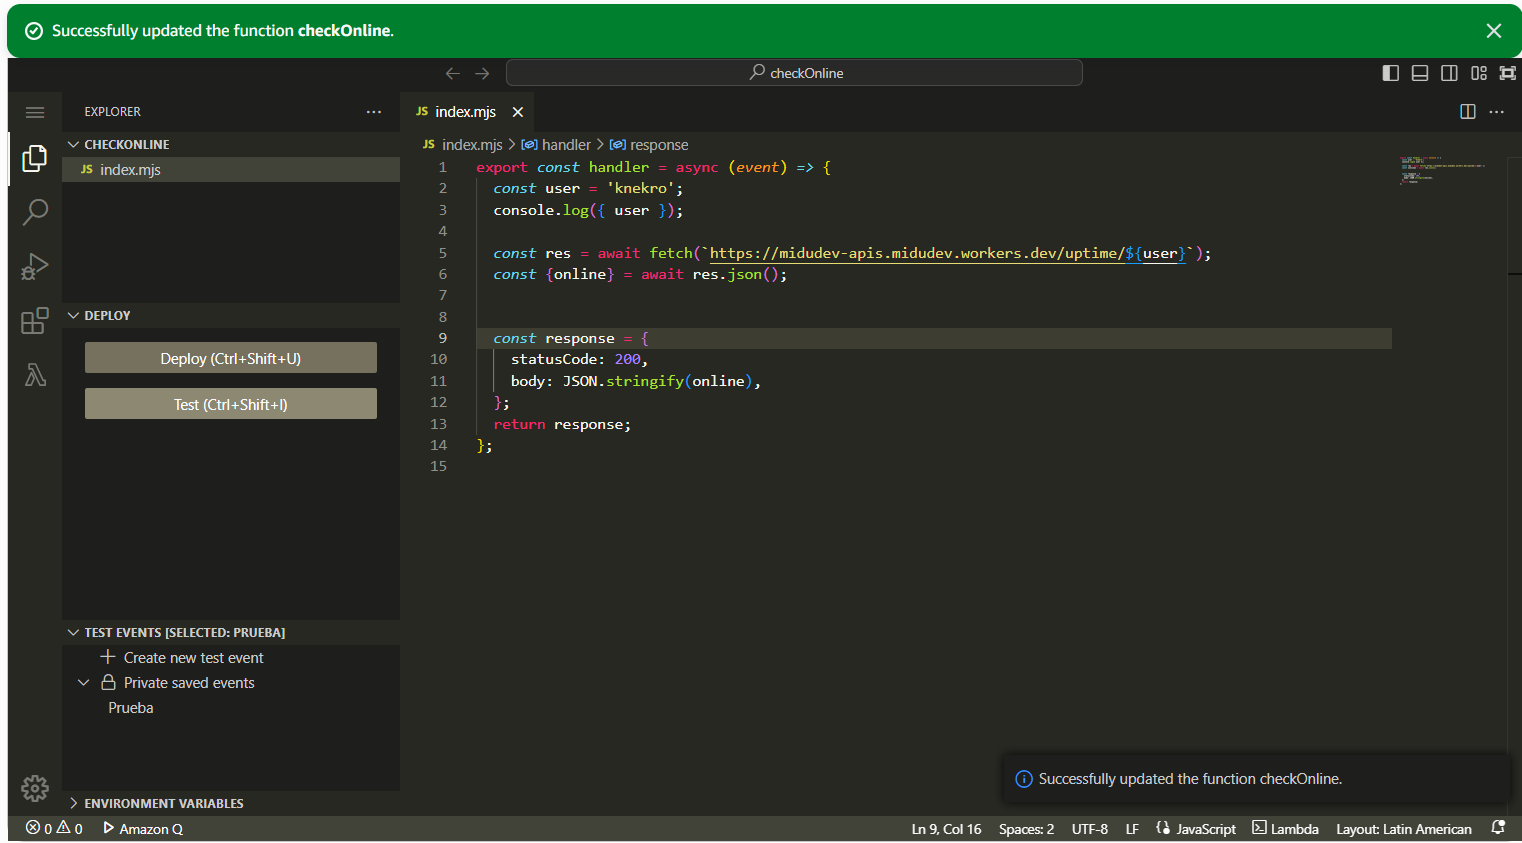 Successfully updated the function checkOnline.
checkOnline
EXPLORER
CHECKONLINE
JS index.mjs
DEPLOY
Deploy (Ctrl+Shift+U)
Test (Ctrl+Shift+I)
TEST EVENTS [SELECTED: PRUEBA]
Create new test event
Private saved events
Prueba
ENVIRONMENT VARIABLES
JS index.mjs
JS index.mjs > handler > response
1 export const handler = async (event) => {
2 const user = 'knekro';
3 console.log({ user });
4
5 const res = await fetch(`https://midudev-apis.midudev.workers.dev/uptime/${user}`);
6 const {online} = await res.json();
7
8
9 const response = {
10 statusCode: 200,
11 body: JSON.stringify(online),
12 };
13 return response;
14 };
15
Successfully updated the function checkOnline.
0 0 Amazon Q Ln 9, Col 16 Spaces: 2 UTF-8 LF JavaScript Lambda Layout: Latin American